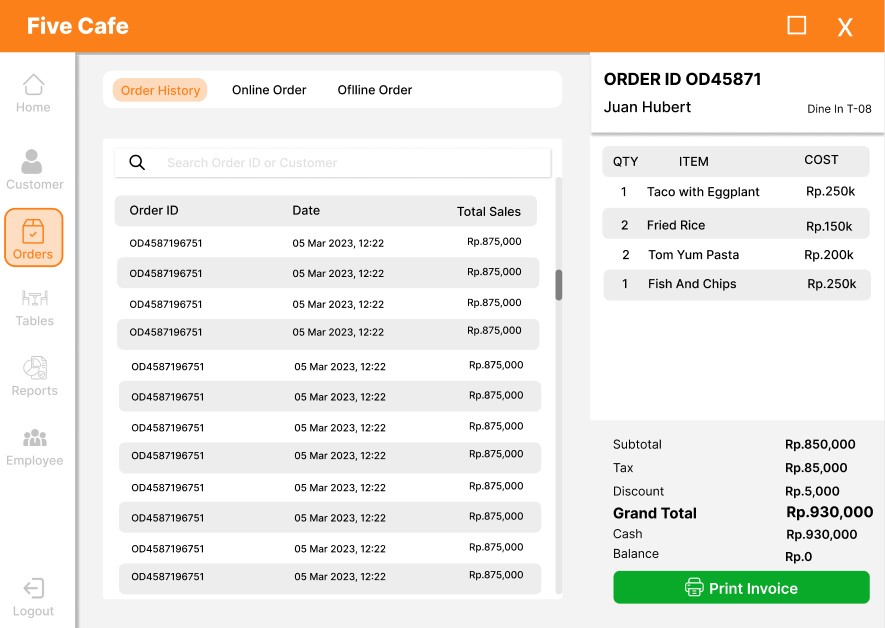 Five Cafe
X
Home
Customer
Orders
Tables
Reports
Employee
Logout
Order History Online Order Oflline Order
Search Order ID or Customer
Order ID Date Total Sales
OD4587196751 05 Mar 2023, 12:22 Rp.875,000
OD4587196751 05 Mar 2023, 12:22 Rp.875,000
OD4587196751 05 Mar 2023, 12:22 Rp.875,000
OD4587196751 05 Mar 2023, 12:22 Rp.875,000
OD4587196751 05 Mar 2023, 12:22 Rp.875,000
OD4587196751 05 Mar 2023, 12:22 Rp.875,000
OD4587196751 05 Mar 2023, 12:22 Rp.875,000
OD4587196751 05 Mar 2023, 12:22 Rp.875,000
OD4587196751 05 Mar 2023, 12:22 Rp.875,000
OD4587196751 05 Mar 2023, 12:22 Rp.875,000
OD4587196751 05 Mar 2023, 12:22 Rp.875,000
OD4587196751 05 Mar 2023, 12:22 Rp.875,000
ORDER ID OD45871
Juan Hubert Dine In T-08
QTY ITEM COST
1 Taco with Eggplant Rp.250k
2 Fried Rice Rp.150k
2 Tom Yum Pasta Rp.200k
1 Fish And Chips Rp.250k
Subtotal Rp.850,000
Tax Rp.85,000
Discount Rp.5,000
Grand Total Rp.930,000
Cash Rp.930,000
Balance Rp.0
Print Invoice